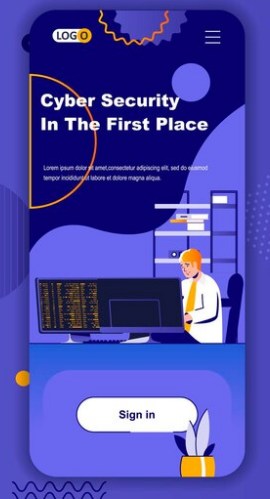 LOGO
Cyber Security
In The First Place
Lorem ipsum dolor sit amet,consectetur adipiscing elit, sed do eiusmod
tempor incididunt ut labore et dolore magna aliqua.
Sign in